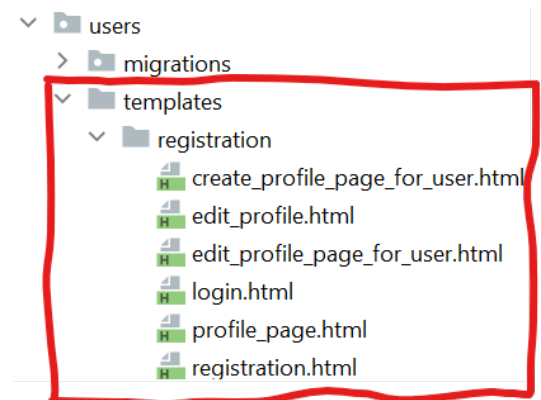 users
migrations
templates
registration
create_profile_page_for_user.html
edit_profile.html
edit_profile_page_for_user.html
login.html
profile_page.html
registration.html